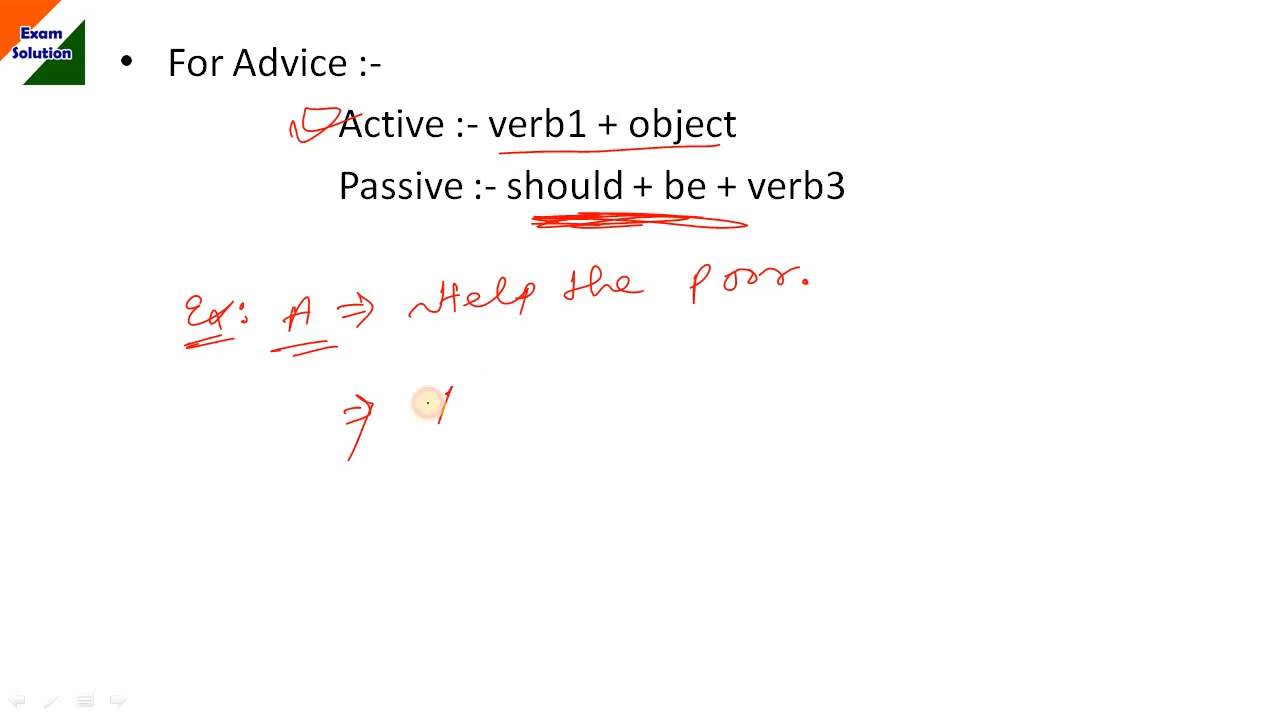 Exam
Solution
• For Advice :-
Active :- verb1 + object
Passive :- should + be + verb3
Ex: A ⇒ Help the poor.
⇒